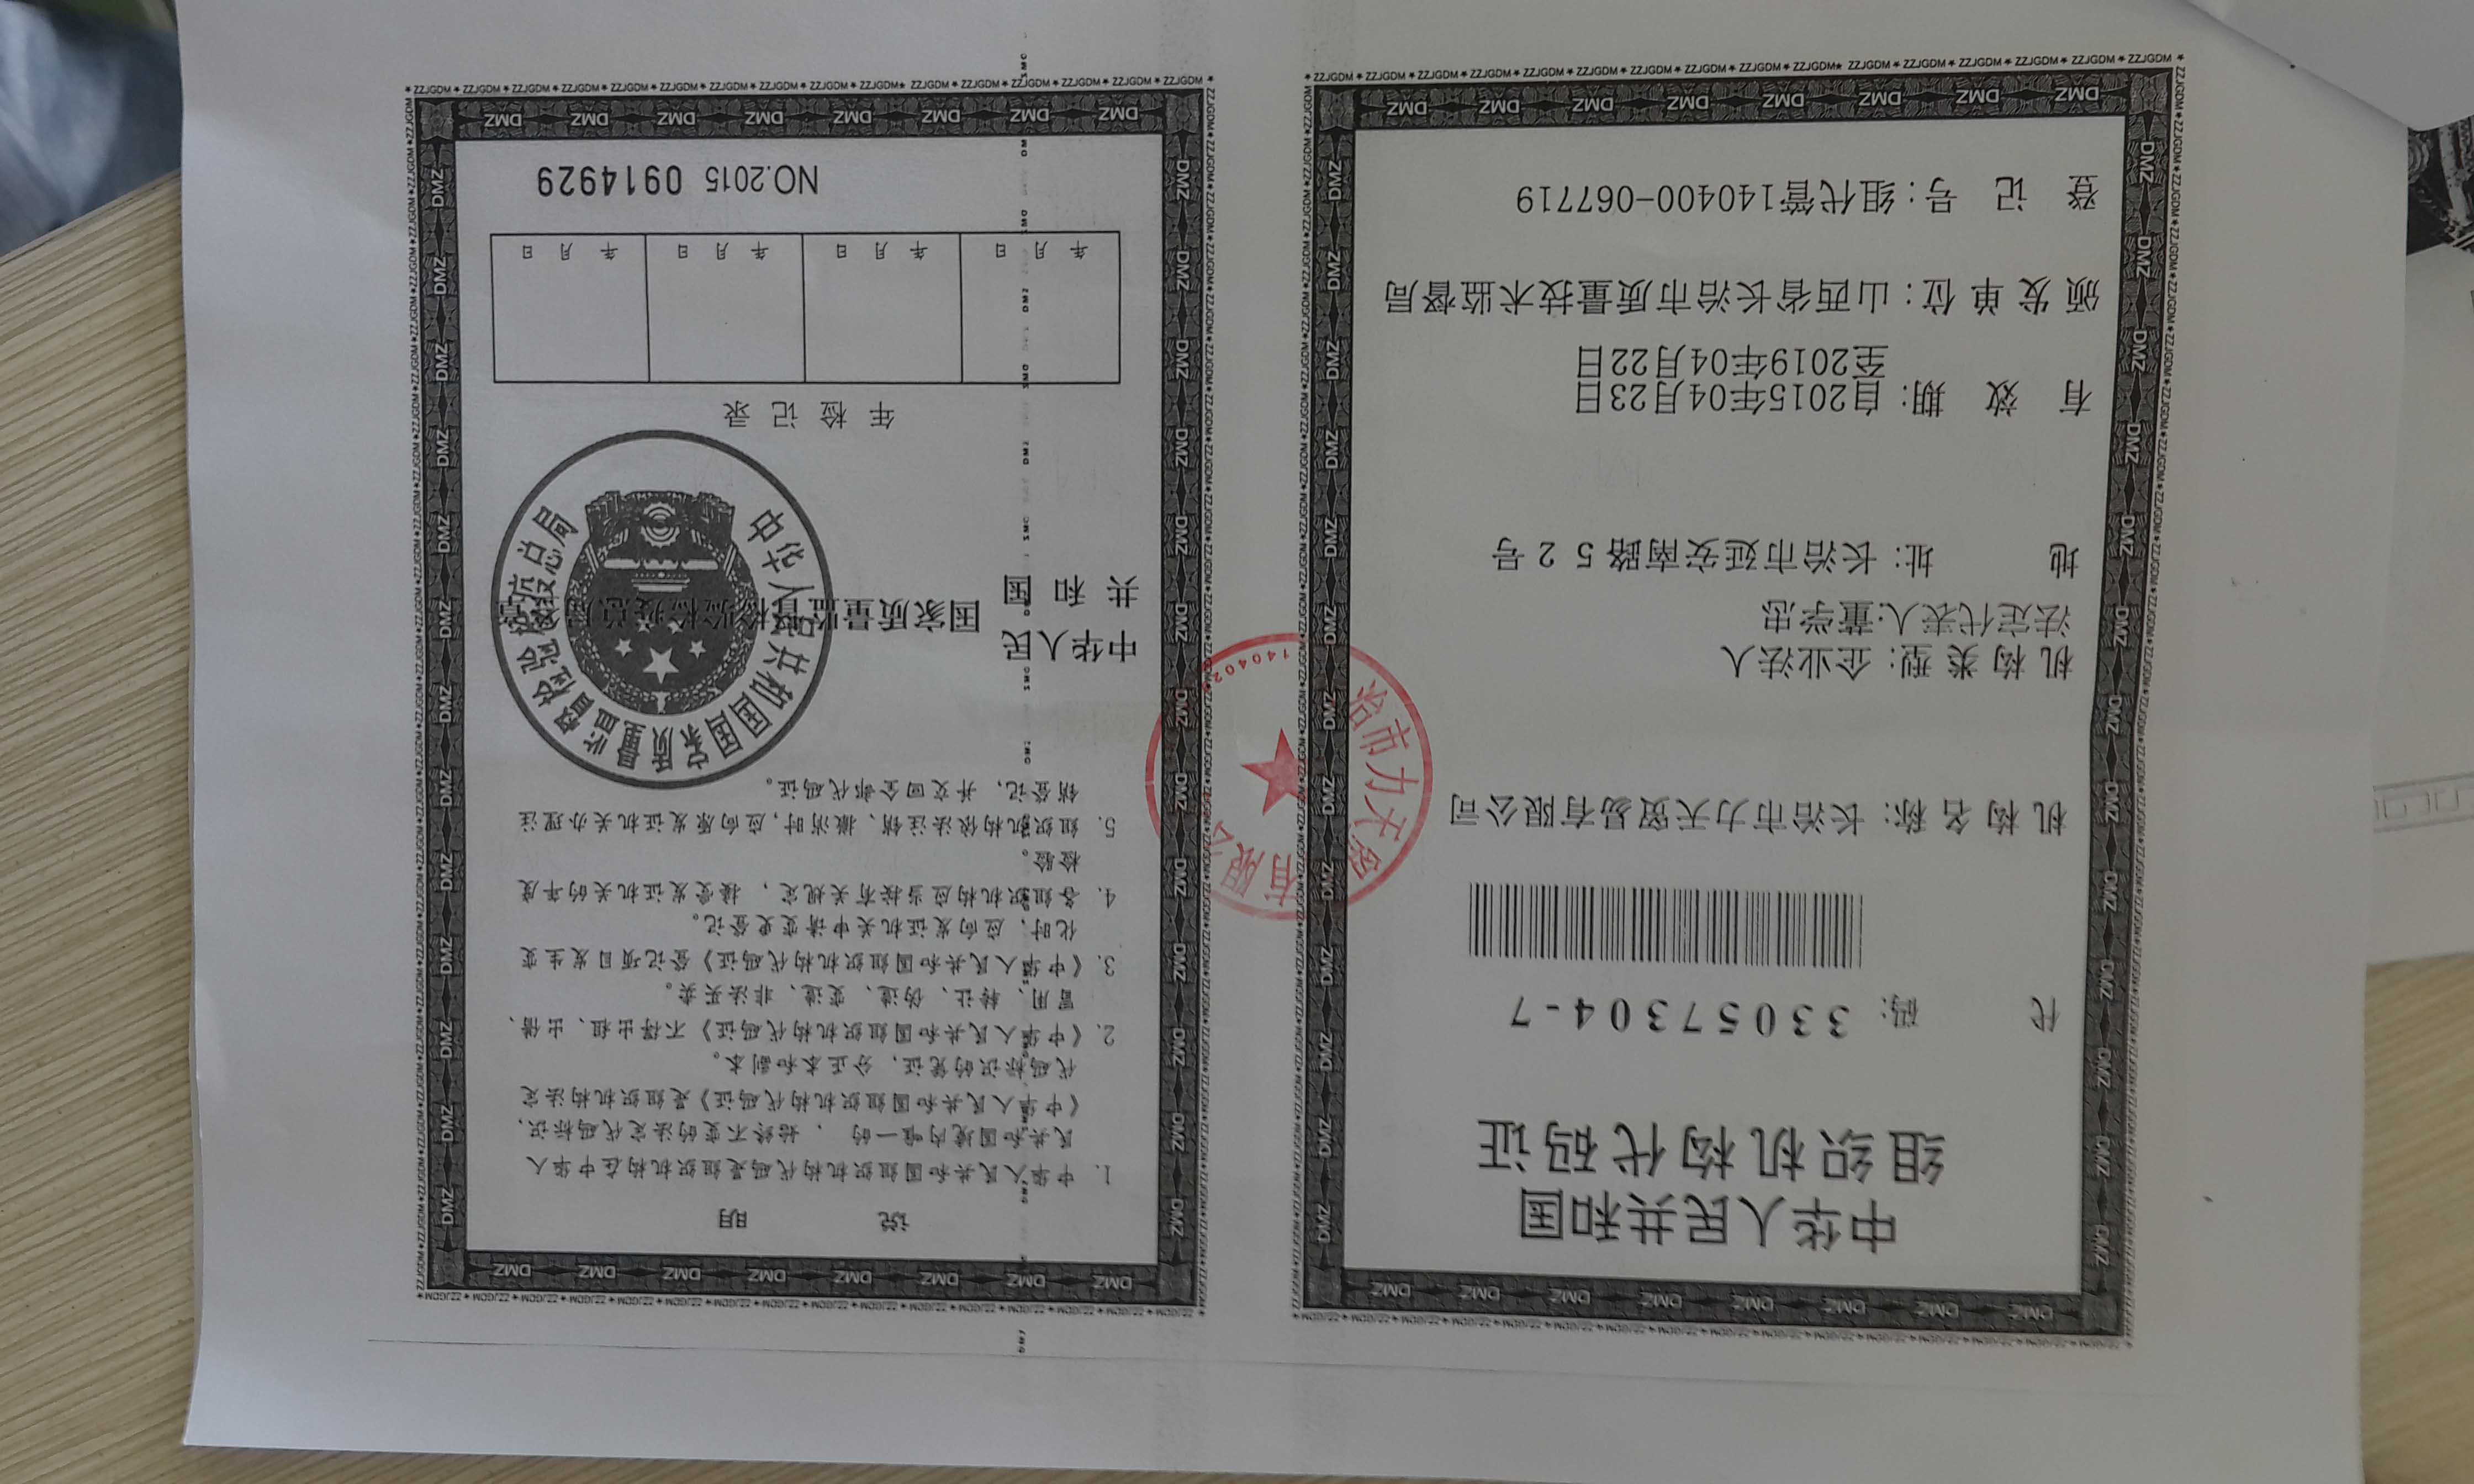 中华人民共和国
组织机构代码证
代 码: 33057304-7
机构名称: 长治市力天贸易有限公司
机构类型: 企业法人
法定代表人:董学忠
地 址: 长治市延安南路52号
有 效 期: 自2015年04月23日
至2019年04月22日
颁发单位: 山西省长治市质量技术监督局
登 记 号: 组代管140400-067719
说 明
1. 中华人民共和国组织机构代码是组织机构在中华人
民共和国境内唯一的 , 始终不变的法定代码标识,
《中华人民共和国组织机构代码证》是组织机构法定
代码标识的凭证, 分正本和副本。
2. 《中华人民共和国组织机构代码证》不得出租、出借、
冒用、转让、伪造、变造、非法买卖。
3. 《中华人民共和国组织机构代码证》登记项目发生变
化时, 应向发证机关申请变更登记。
4. 各组织机构应当按有关规定 , 接受发证机关的年度
检验。
5. 组织机构依法注销、撤消时,应向原发证机关办理注
销登记, 并交回全部代码证。
中华人民
共和国
国家质量监督检验检疫总局
中华人民共和国国家质量监督检验检疫总局
年检记录
年 月 日
年 月 日
年 月 日
年 月 日
NO.2015 0914929
治市力天贸
有限公
14040
DMZ
ZZJGDM